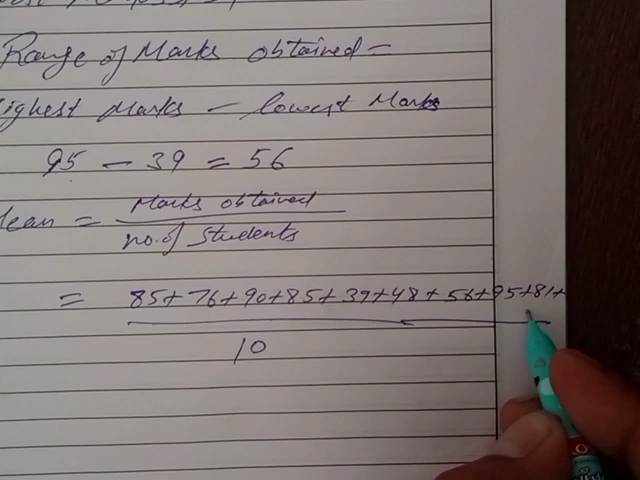 Range of Marks obtained -
ighest Marks - lowest Marks
95 - 39 = 56
lean = Marks obtained
no. of Students
= 85+76+90+85+39+48+56+95+81+
10